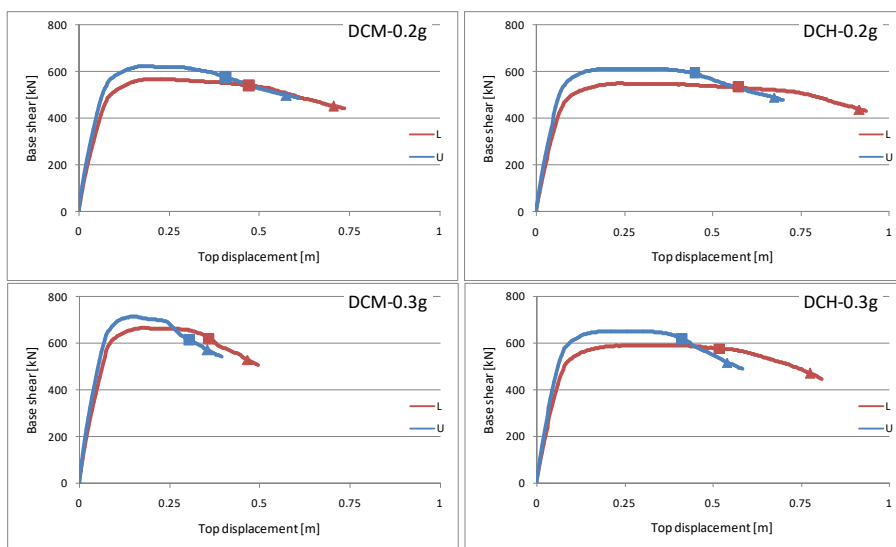 DCM-0.2g
800
600
400
200
0
Base shear [kN]
0
0.25
0.5
0.75
1
Top displacement [m]
L
U
DCH-0.2g
800
600
400
200
0
Base shear [kN]
0
0.25
0.5
0.75
1
Top displacement [m]
L
U
DCM-0.3g
800
600
400
200
0
Base shear [kN]
0
0.25
0.5
0.75
1
Top displacement [m]
L
U
DCH-0.3g
800
600
400
200
0
Base shear [kN]
0
0.25
0.5
0.75
1
Top displacement [m]
L
U